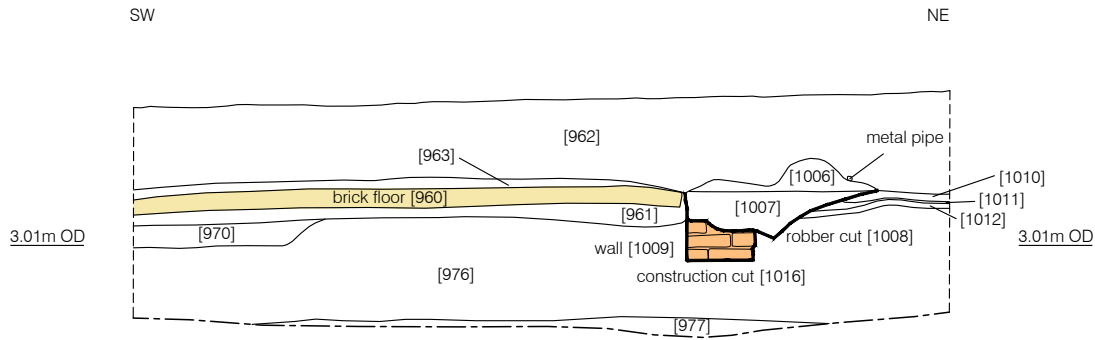 SW
NE
[962]
metal pipe
[963]
[1006]
[1010]
brick floor [960]
[1007]
[1011]
[961]
[1012]
3.01m OD
[970]
robber cut [1008]
3.01m OD
wall [1009]
[976]
construction cut [1016]
[977]